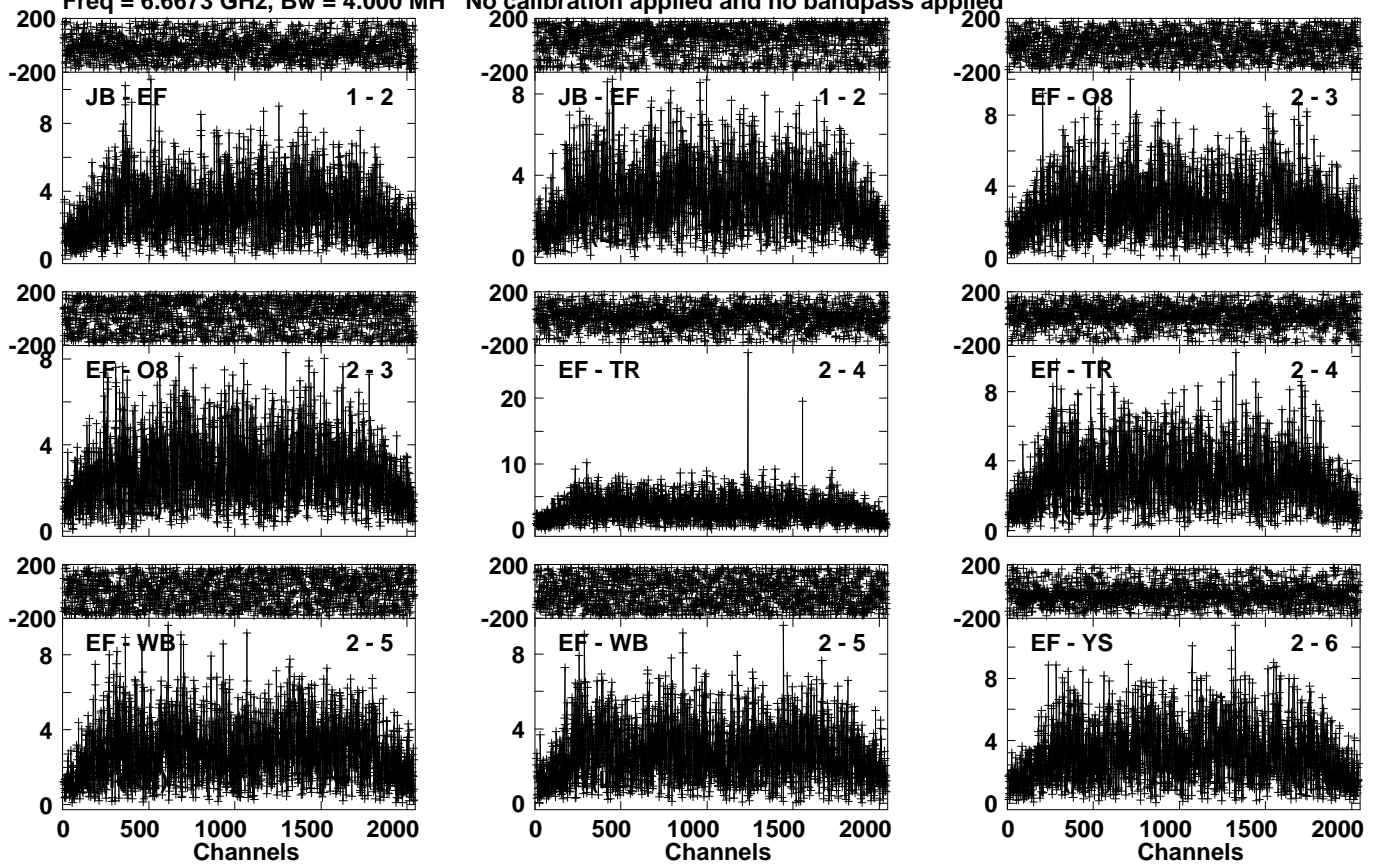 Freq = 6.6673 GHz, Bw = 4.000 MH No calibration applied and no bandpass applied
200 200 200
-200 -200 -200
JB - EF 1 - 2 JB - EF 1 - 2 EF - O8 2 - 3
8 8 8
4 4 4
0 0 0
200 200 200
-200 -200 -200
EF - O8 2 - 3 EF - TR 2 - 4 EF - TR 2 - 4
8 20 8
4 10 4
0 0 0
200 200 200
-200 -200 -200
EF - WB 2 - 5 EF - WB 2 - 5 EF - YS 2 - 6
8 8 8
4 4 4
0 0 0
0 500 1000 1500 2000 0 500 1000 1500 2000 0 500 1000 1500 2000
Channels Channels Channels